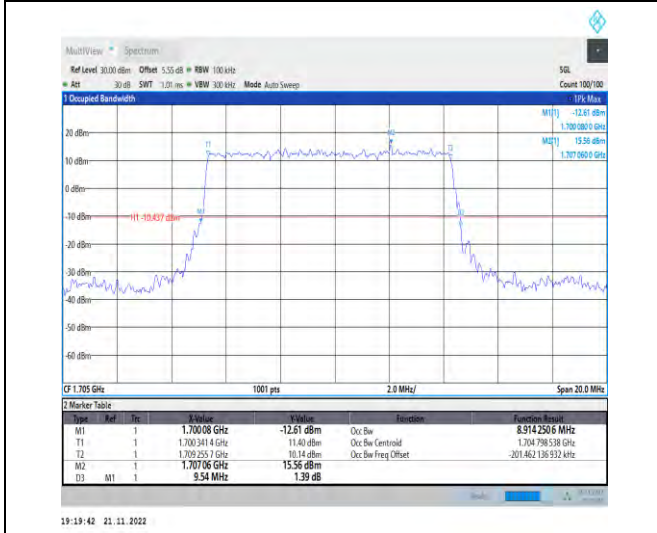 MultiView Spectrum
Ref Level 30.00 dBm Offset 5.55 dB RBW 100 kHz SGL
Att 30 dB SWT 1.01 ms VBW 300 kHz Mode Auto Sweep Count 100/100
1 Occupied Bandwidth 1Pk Max
M1[1] -12.61 dBm
1.700 080 0 GHz
M2[1] 15.56 dBm
1.707 060 0 GHz
20 dBm
T1
10 dBm
0 dBm
-10 dBm H1 -10.437 dBm M1
-20 dBm
-30 dBm
-40 dBm
-50 dBm
-60 dBm
CF 1.705 GHz 1001 pts 2.0 MHz/ Span 20.0 MHz
2 Marker Table
Type Ref Trc X-Value Y-Value Function Function Result
M1 1 1.70008 GHz -12.61 dBm Occ Bw 8.914 250 6 MHz
T1 1 1.700 341 4 GHz 11.40 dBm Occ Bw Centroid 1.704 798 538 GHz
T2 1 1.709 255 7 GHz 10.14 dBm Occ Bw Freq Offset -201.462 136 932 kHz
M2 1 1.70706 GHz 15.56 dBm
D3 M1 1 9.54 MHz 1.39 dB
19:19:42 21.11.2022